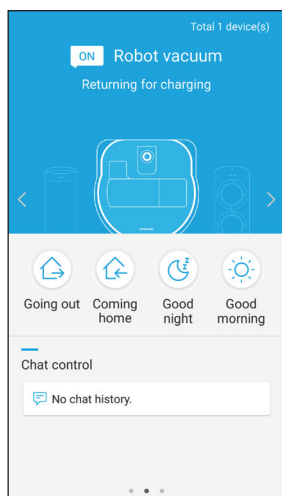 Total 1 device(s)
ON Robot vacuum
Returning for charging
SAMSUNG
Going out Coming home Good night Good morning
Chat control
No chat history.